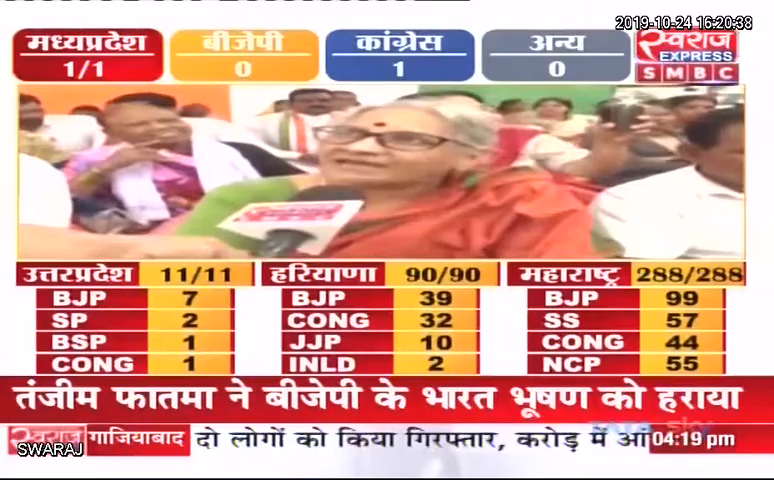 2019-10-24 16:20:38
मध्यप्रदेश बीजेपी कांग्रेस अन्य स्वराज
EXPRESS
1/1 0 1 0 SMBC
उत्तरप्रदेश 11/11 हरियाणा 90/90 महाराष्ट्र 288/288
BJP 7 BJP 39 BJP 99
SP 2 CONG 32 SS 57
BSP 1 JJP 10 CONG 44
CONG 1 INLD 2 NCP 55
तंजीम फातमा ने बीजेपी के भारत भूषण को हराया
स्वराज गाजियाबाद दो लोगों को किया गिरफ्तार, करोड़ में 04:19 pm
SWARAJ